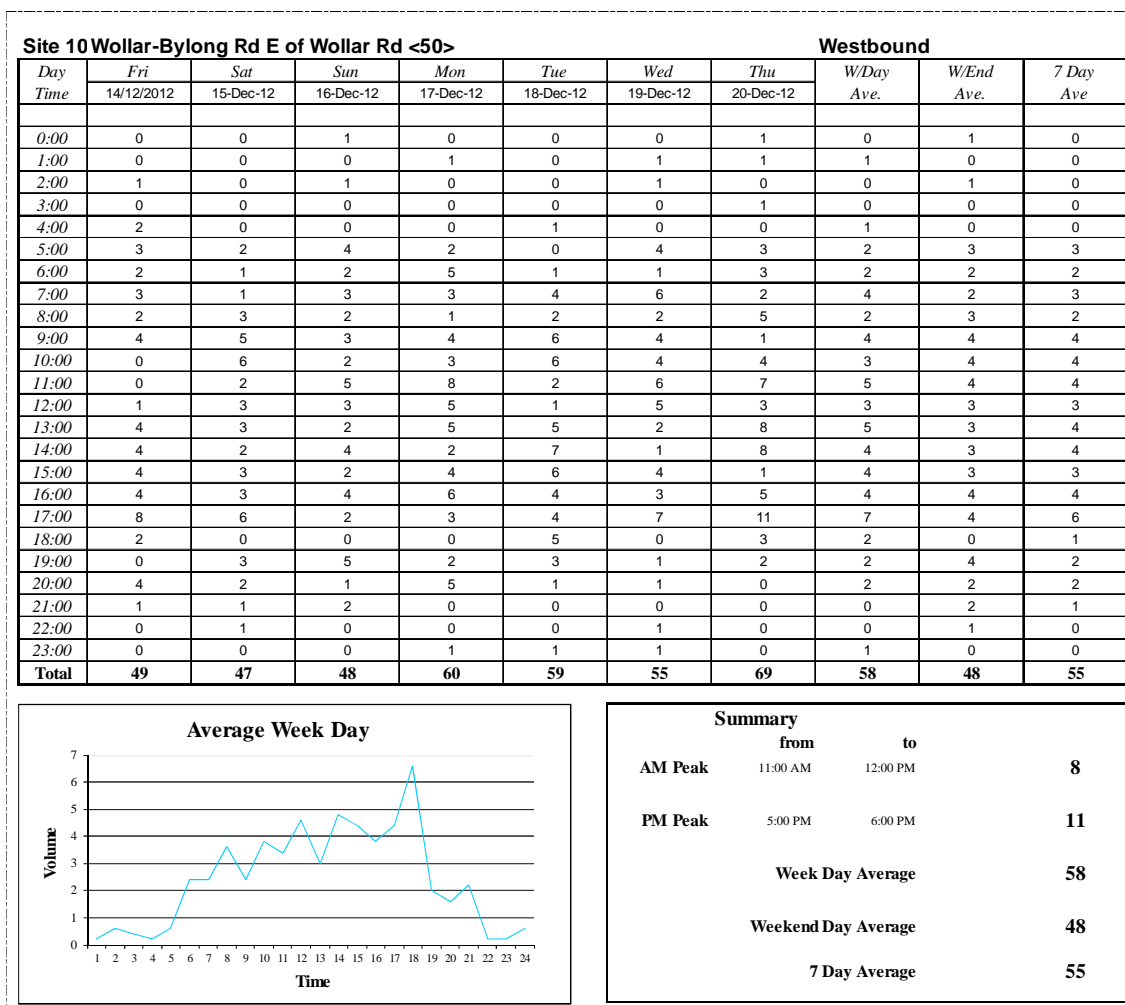 Site 10 Wollar-Bylong Rd E of Wollar Rd <50> Westbound
Day Fri Sat Sun Mon Tue Wed Thu W/Day W/End 7 Day
Time 14/12/2012 15-Dec-12 16-Dec-12 17-Dec-12 18-Dec-12 19-Dec-12 20-Dec-12 Ave. Ave. Ave
0:00 0 0 1 0 0 0 1 0 1 0
1:00 0 0 0 1 0 1 1 1 0 0
2:00 1 0 1 0 0 1 0 0 1 0
3:00 0 0 0 0 0 0 1 0 0 0
4:00 2 0 0 0 1 0 0 1 0 0
5:00 3 2 4 2 0 4 3 2 3 3
6:00 2 1 2 5 1 1 3 2 2 2
7:00 3 1 3 3 4 6 2 4 2 3
8:00 2 3 2 1 2 2 5 2 3 2
9:00 4 5 3 4 6 4 1 4 4 4
10:00 0 6 2 3 6 4 4 3 4 4
11:00 0 2 5 8 2 6 7 5 4 4
12:00 1 3 3 5 1 5 3 3 3 3
13:00 4 3 2 5 5 2 8 5 3 4
14:00 4 2 4 2 7 1 8 4 3 4
15:00 4 3 2 4 6 4 1 4 3 3
16:00 4 3 4 6 4 3 5 4 4 4
17:00 8 6 2 3 4 7 11 7 4 6
18:00 2 0 0 0 5 0 3 2 0 1
19:00 0 3 5 2 3 1 2 2 4 2
20:00 4 2 1 5 1 1 0 2 2 2
21:00 1 1 2 0 0 0 0 0 2 1
22:00 0 1 0 0 0 1 0 0 1 0
23:00 0 0 0 1 1 1 0 1 0 0
Total 49 47 48 60 59 55 69 58 48 55
Average Week Day
7
6
5
4
3
2
1
0
Volume
1 2 3 4 5 6 7 8 9 10 11 12 13 14 15 16 17 18 19 20 21 22 23 24
Time
Summary
from to
AM Peak 11:00 AM 12:00 PM 8
PM Peak 5:00 PM 6:00 PM 11
Week Day Average 58
Weekend Day Average 48
7 Day Average 55